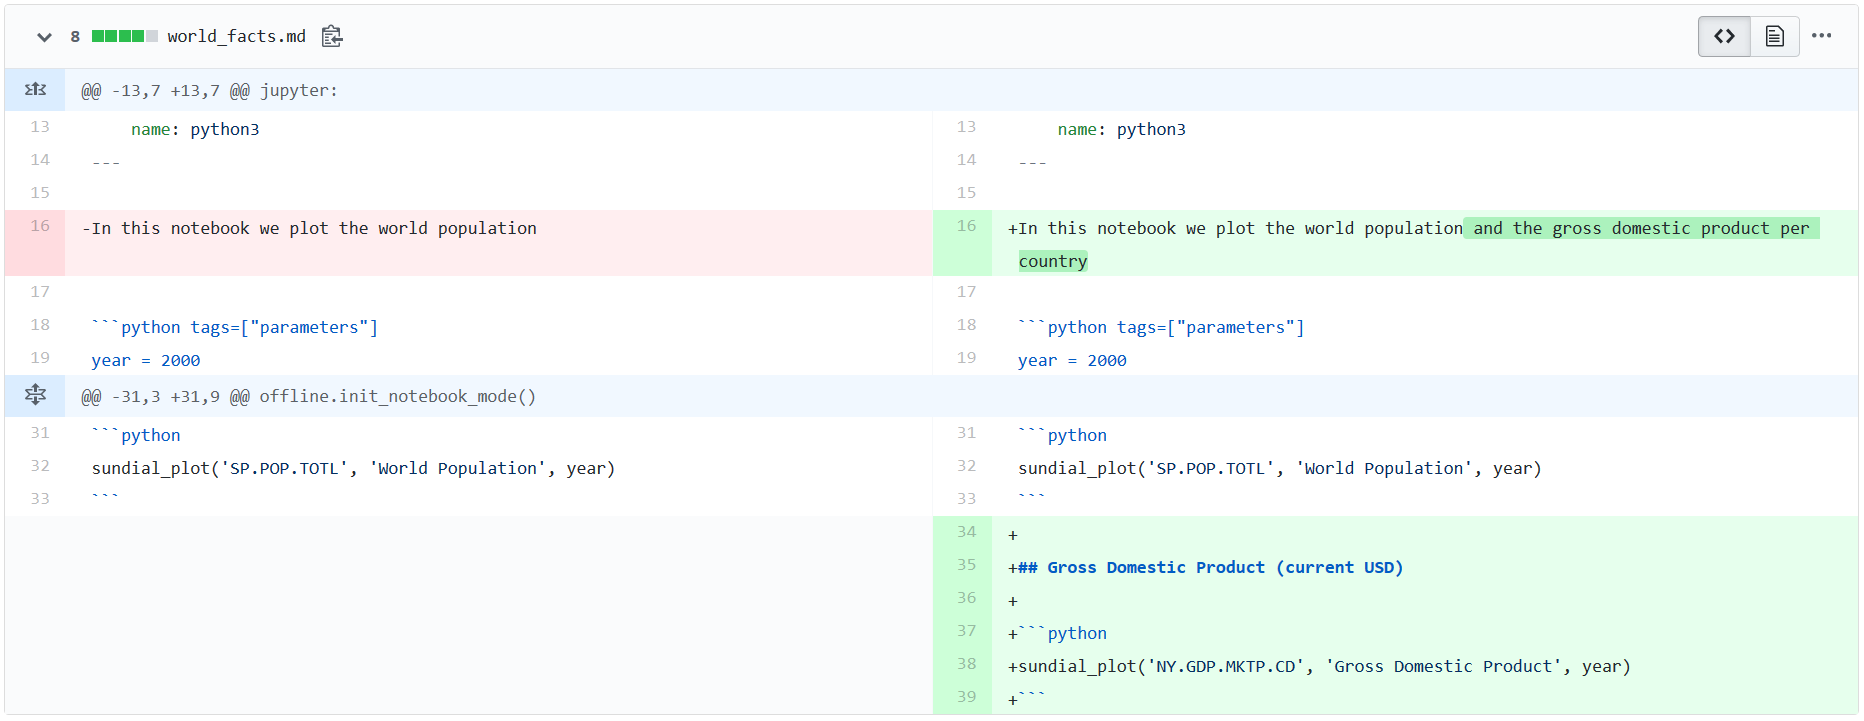 8 world_facts.md
@@ -13,7 +13,7 @@ jupyter:
13 name: python3
14 ---
15
16 -In this notebook we plot the world population
17
18 ```python tags=["parameters"]
19 year = 2000
13 name: python3
14 ---
15
16 +In this notebook we plot the world population and the gross domestic product per
country
17
18 ```python tags=["parameters"]
19 year = 2000
@@ -31,3 +31,9 @@ offline.init_notebook_mode()
31 ```python
32 sundial_plot('SP.POP.TOTL', 'World Population', year)
33 ```
31 ```python
32 sundial_plot('SP.POP.TOTL', 'World Population', year)
33 ```
34 +
35 +## Gross Domestic Product (current USD)
36 +
37 +```python
38 +sundial_plot('NY.GDP.MKTP.CD', 'Gross Domestic Product', year)
39 +```